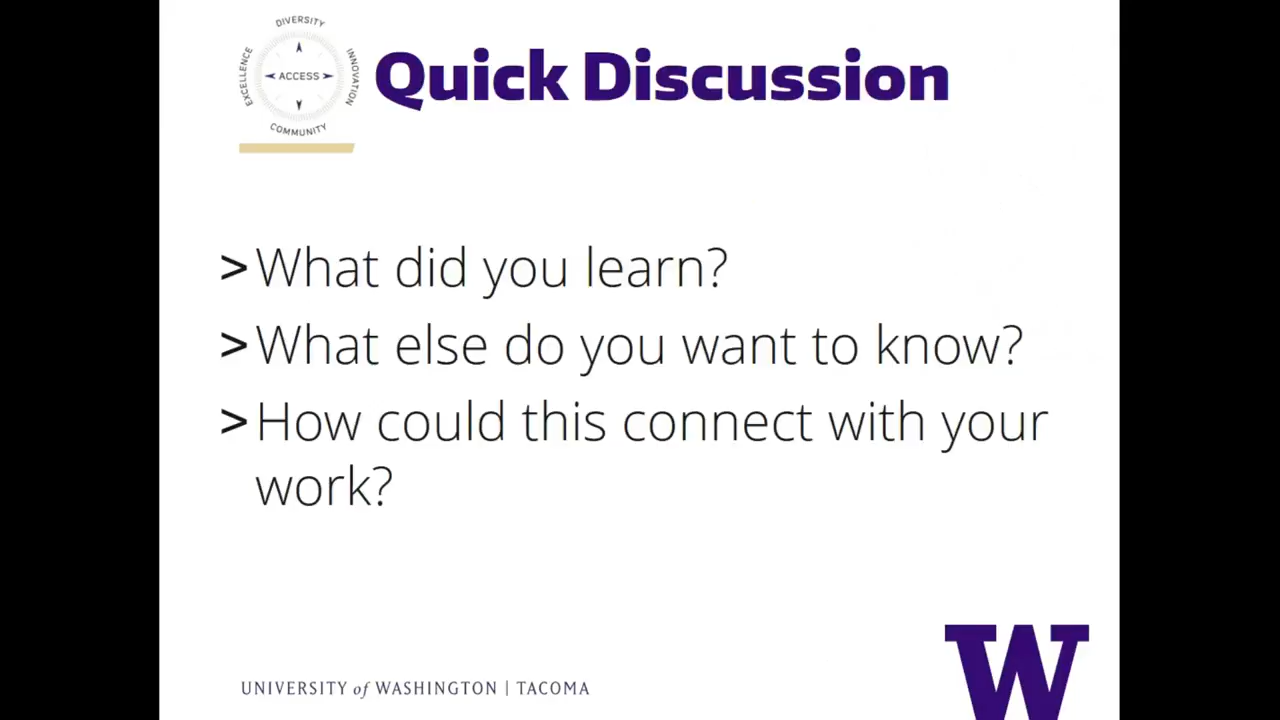 DIVERSITY
EXCELLENCE
ACCESS
INNOVATION
COMMUNITY
Quick Discussion
> What did you learn?
> What else do you want to know?
> How could this connect with your
work?
UNIVERSITY of WASHINGTON | TACOMA
W